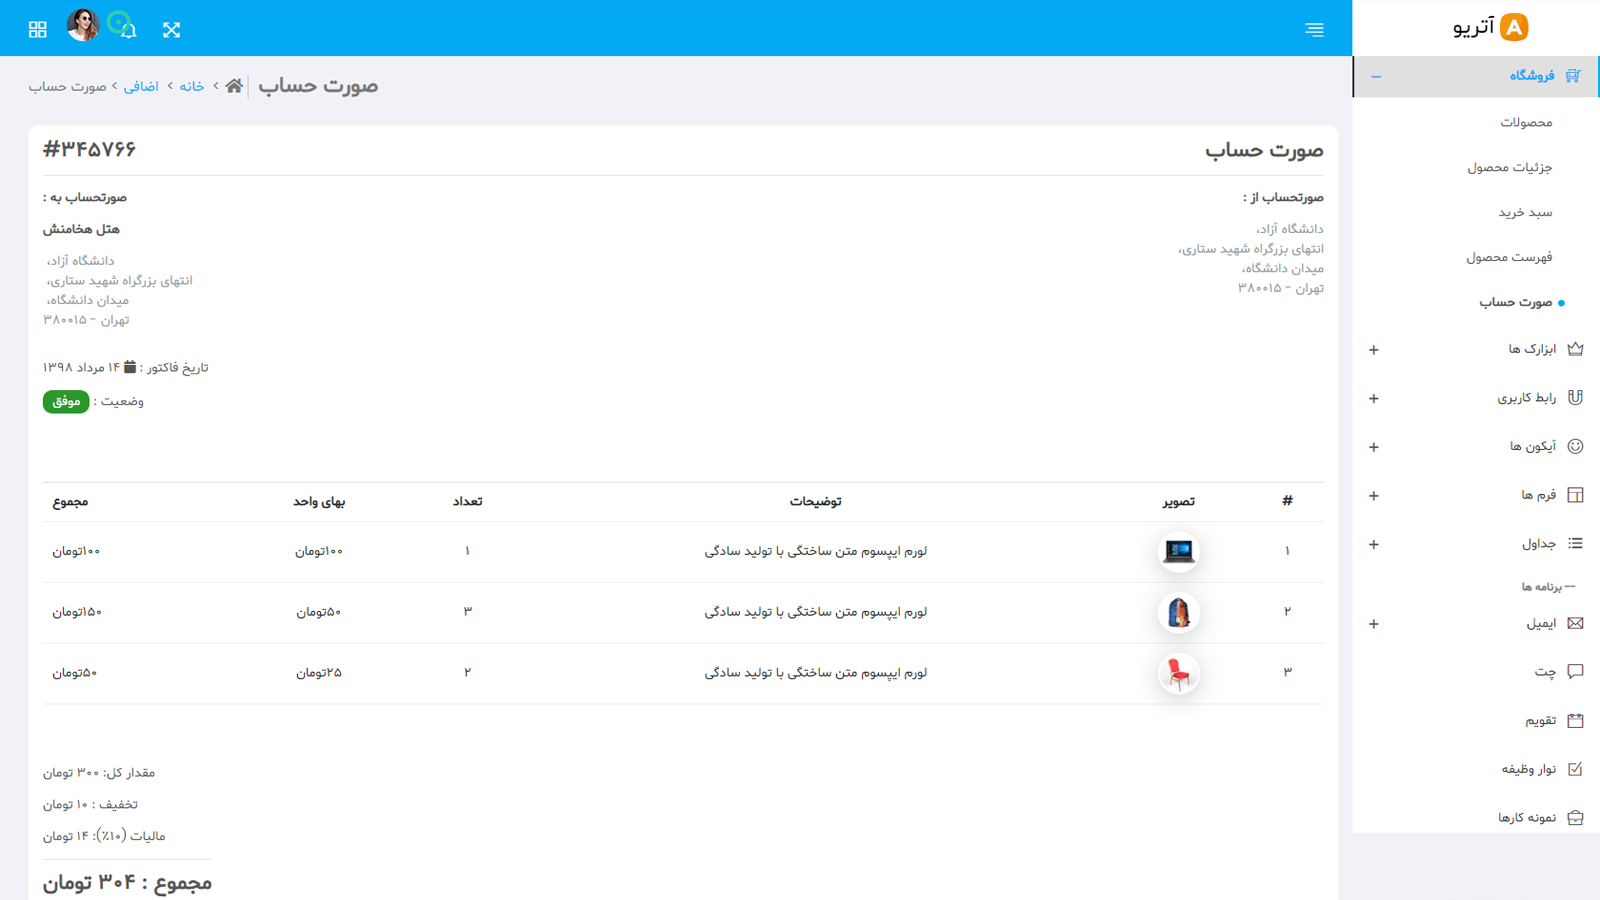 آتریو
فروشگاه
محصولات
جزئیات محصول
سبد خرید
فهرست محصول
صورت حساب
ابزارک ها
رابط کاربری
آیکون ها
فرم ها
جداول
— برنامه ها
ایمیل
چت
تقویم
نوار وظیفه
نمونه کارها
صورت حساب
خانه > اضافی > صورت حساب
صورت حساب
#۳۴۵۷۶۶
صورتحساب از :
دانشگاه آزاد،
انتهای بزرگراه شهید ستاری،
میدان دانشگاه،
تهران - ۳۸۰۰۱۵
صورتحساب به :
هتل هخامنش
دانشگاه آزاد،
انتهای بزرگراه شهید ستاری،
میدان دانشگاه،
تهران - ۳۸۰۰۱۵
تاریخ فاکتور : ۱۴ مرداد ۱۳۹۸
وضعیت : موفق
# تصویر توضیحات تعداد بهای واحد مجموع
۱ لورم ایپسوم متن ساختگی با تولید سادگی ۱ ۱۰۰تومان ۱۰۰تومان
۲ لورم ایپسوم متن ساختگی با تولید سادگی ۳ ۵۰تومان ۱۵۰تومان
۳ لورم ایپسوم متن ساختگی با تولید سادگی ۲ ۲۵تومان ۵۰تومان
مقدار کل: ۳۰۰ تومان
تخفیف : ۱۰ تومان
مالیات (۱۰٪): ۱۴ تومان
مجموع : ۳۰۴ تومان